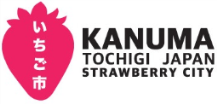 いちご市
KANUMA
TOCHIGI JAPAN
STRAWBERRY CITY